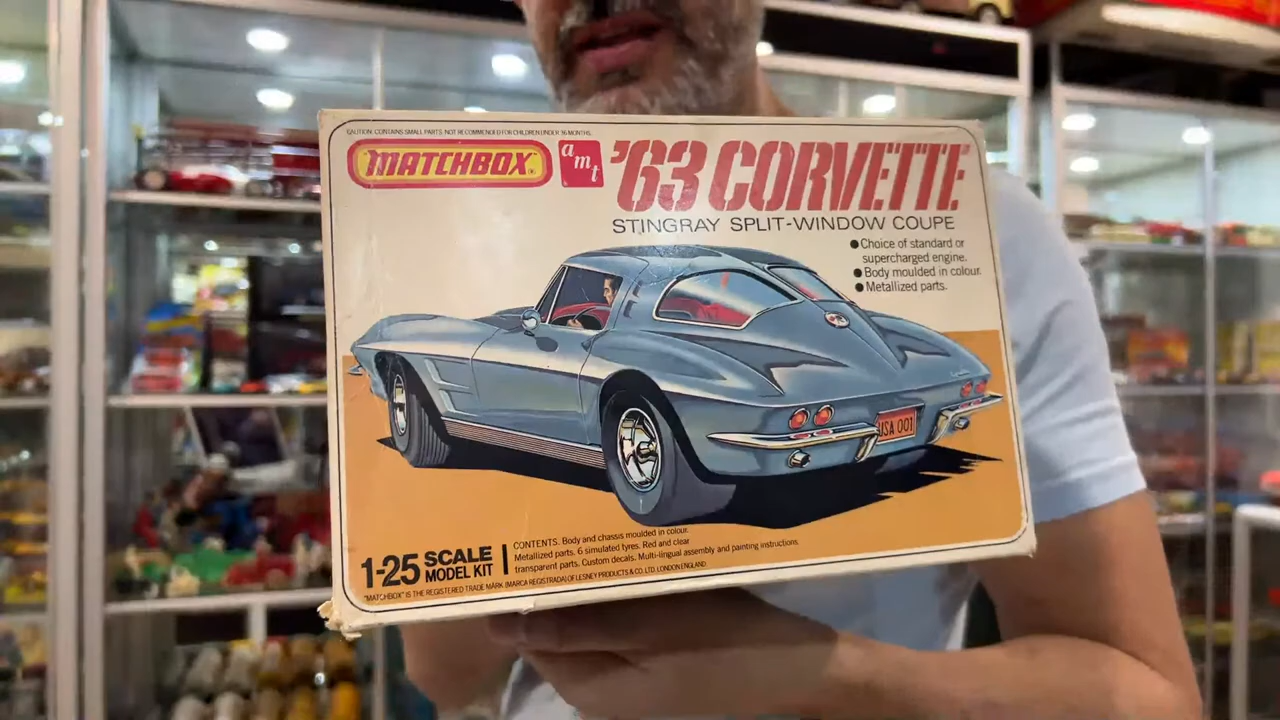 CAUTION: CONTAINS SMALL PARTS-NOT RECOMMENDED FOR CHILDREN UNDER 36 MONTHS.
MATCHBOX
amt
'63 CORVETTE
STINGRAY SPLIT-WINDOW COUPE
●Choice of standard or
supercharged engine.
●Body moulded in colour.
●Metallized parts.
USA 001
1-25 SCALE
MODEL KIT
CONTENTS. Body and chassis moulded in colour.
Metallized parts. 6 simulated tyres. Red and clear
transparent parts. Custom decals. Multi-lingual assembly and painting instructions.
"MATCHBOX" IS THE REGISTERED TRADE MARK (MARCA REGISTRADA) OF LESNEY PRODUCTS & CO. LTD. LONDON ENGLAND